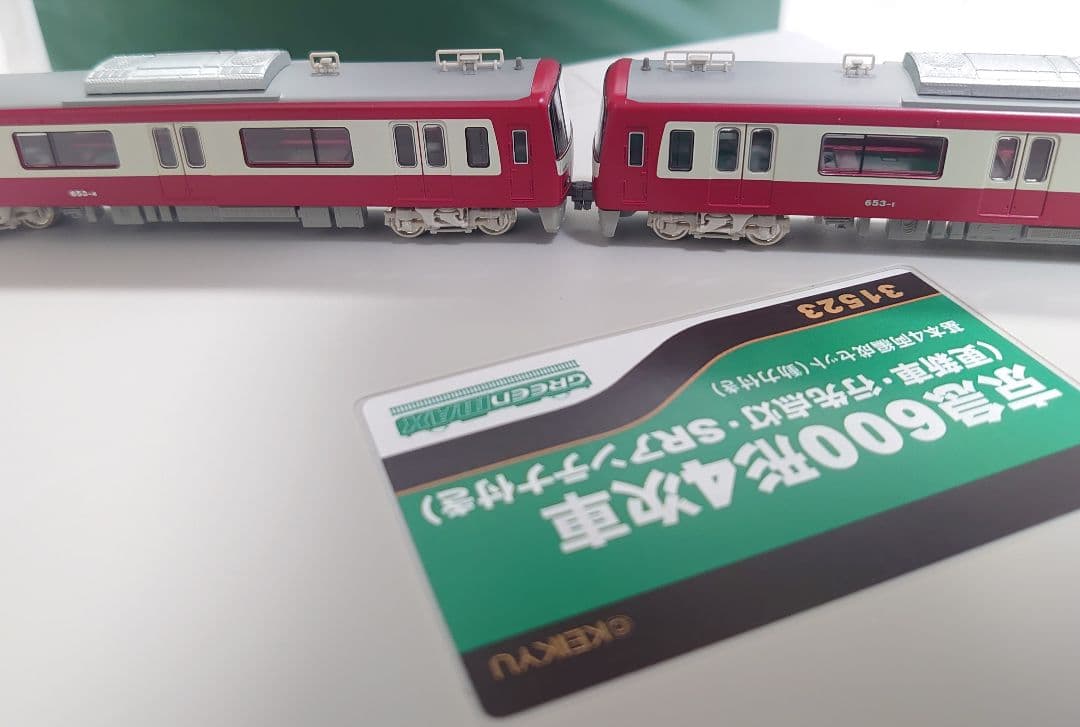 653-4
653-1
31523
GREENMAX
京急600形4次車
(更新車・行先点灯・SRアンテナ付き)
基本4両編成セット(動力付き)
©KEIKYU